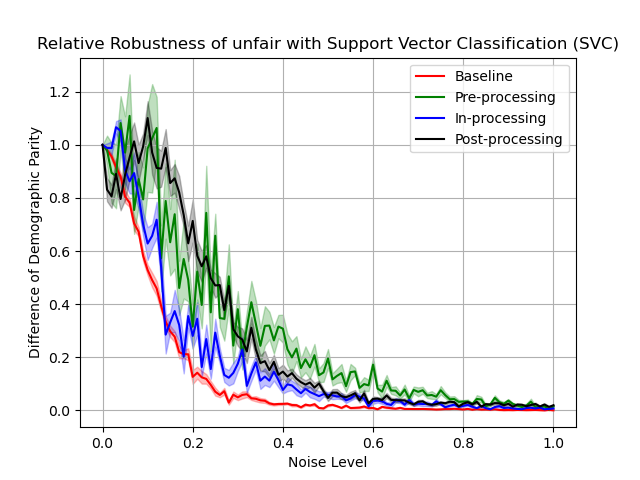 Relative Robustness of unfair with Support Vector Classification (SVC)
Baseline
Pre-processing
In-processing
Post-processing
Difference of Demographic Parity
1.2
1.0
0.8
0.6
0.4
0.2
0.0
0.0 0.2 0.4 0.6 0.8 1.0
Noise Level